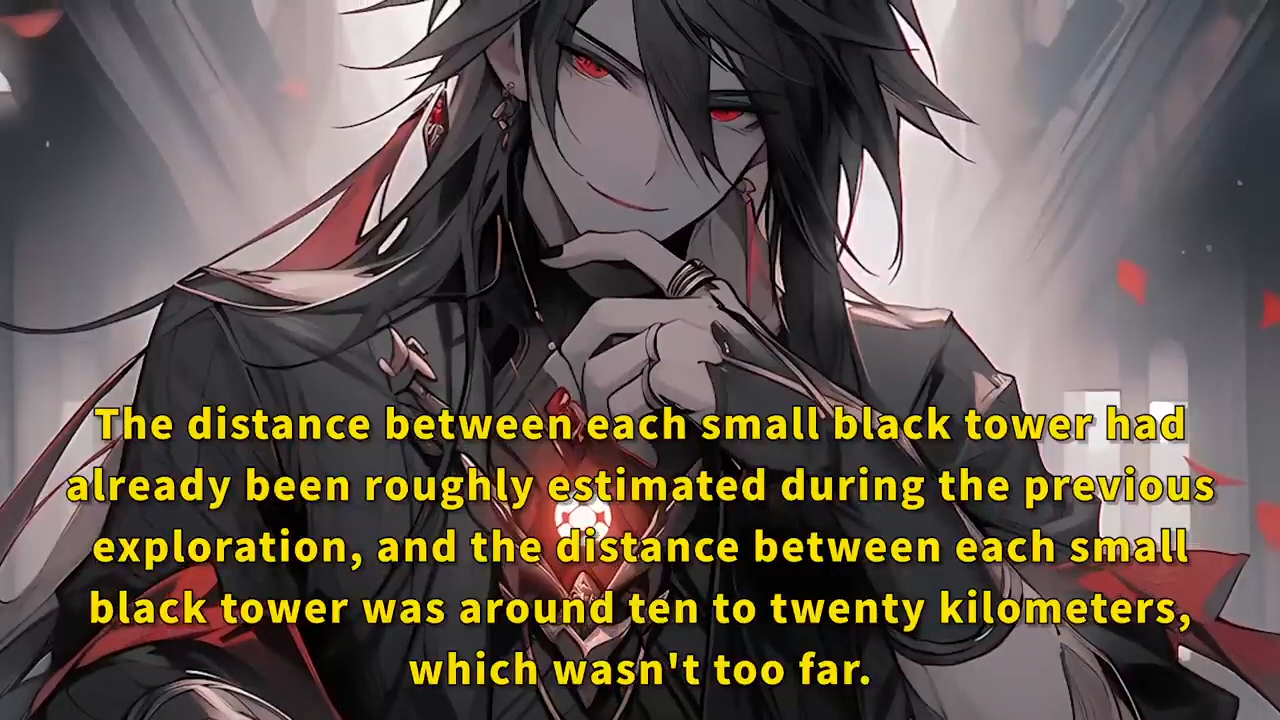 The distance between each small black tower had
already been roughly estimated during the previous
exploration, and the distance between each small
black tower was around ten to twenty kilometers,
which wasn't too far.